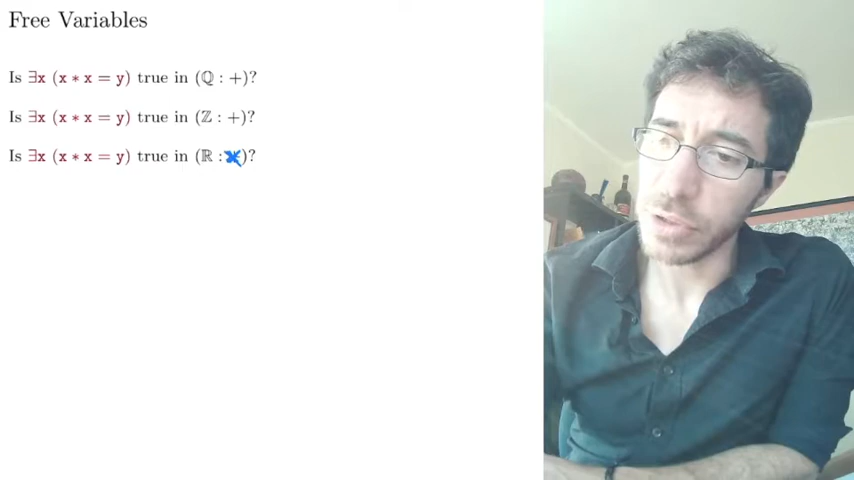 Free Variables
Is ∃x (x ∗ x = y) true in (ℚ : +)?
Is ∃x (x ∗ x = y) true in (ℤ : +)?
Is ∃x (x ∗ x = y) true in (ℝ : ×)?